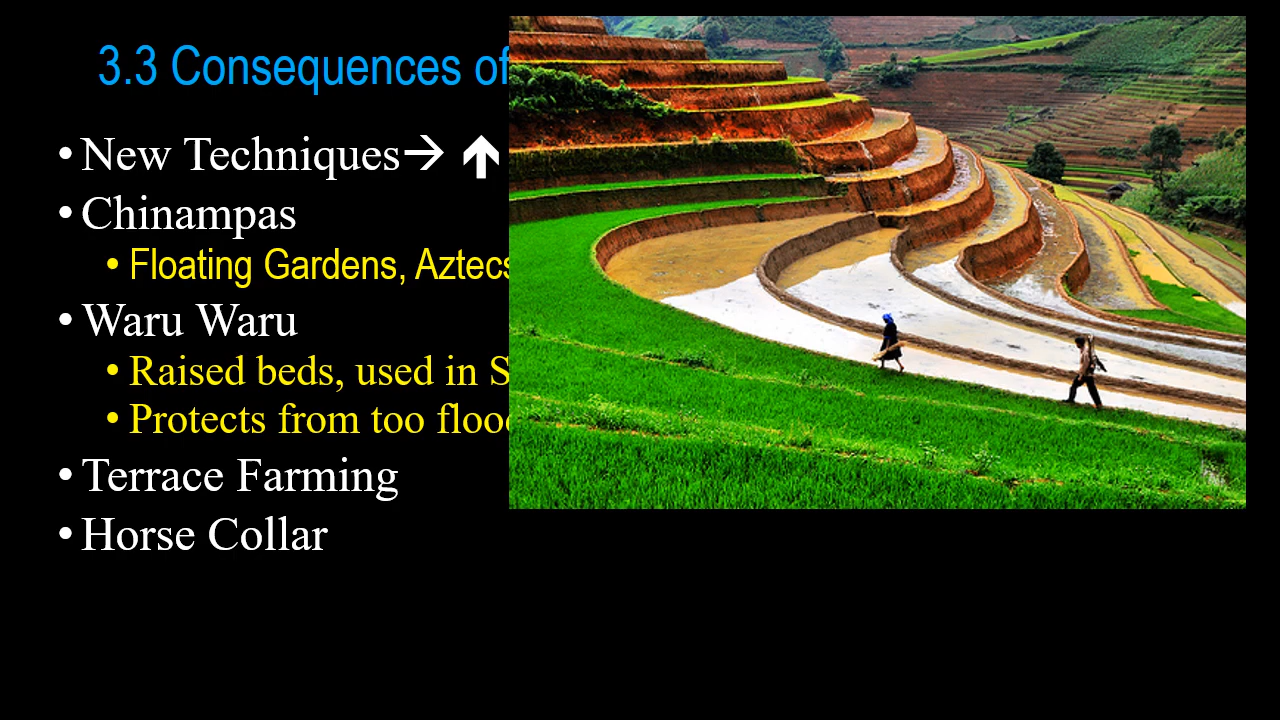 3.3 Consequences of
• New Techniques→ ⬆
• Chinampas
• Floating Gardens, Aztecs
• Waru Waru
• Raised beds, used in S
• Protects from too flood
• Terrace Farming
• Horse Collar